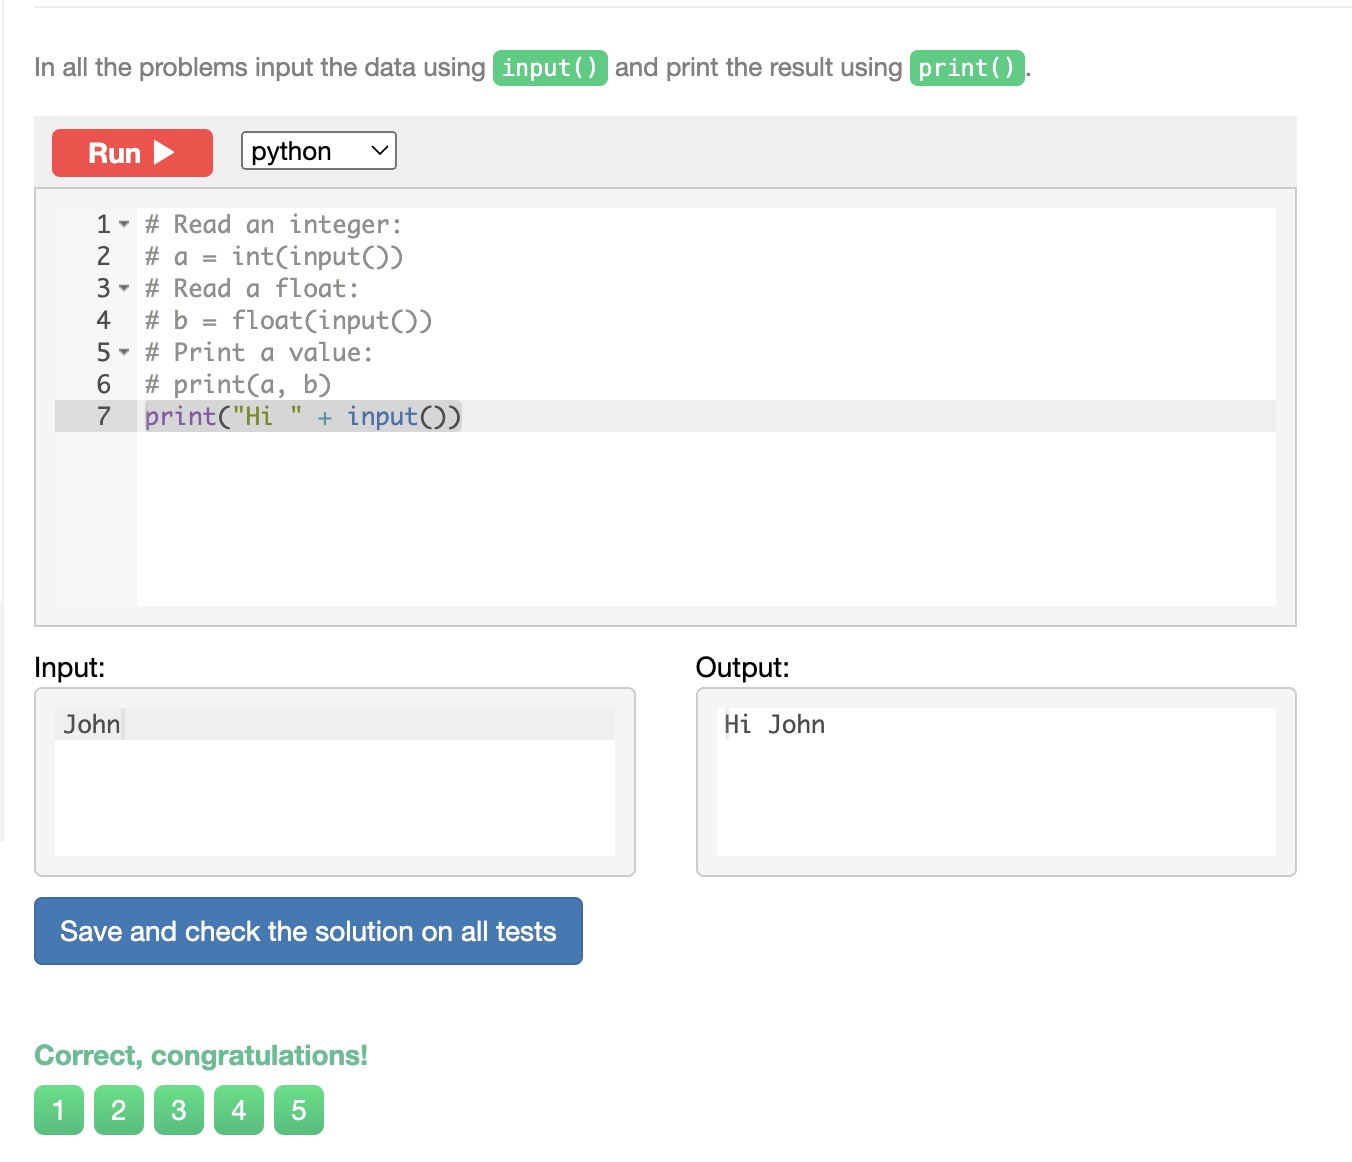 In all the problems input the data using input() and print the result using print().
Run
python
1 # Read an integer:
2 # a = int(input())
3 # Read a float:
4 # b = float(input())
5 # Print a value:
6 # print(a, b)
7 print("Hi " + input())
Input:
Output:
John
Hi John
Save and check the solution on all tests
Correct, congratulations!
1 2 3 4 5